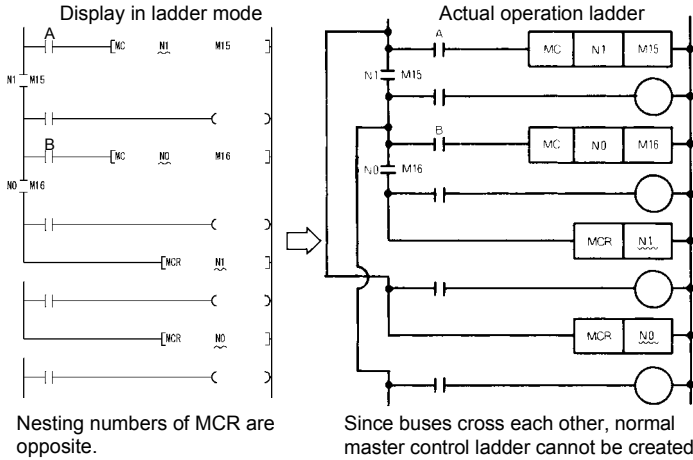 Display in ladder mode
A
MC N1 M15
N1 M15
B
MC N0 M16
N0 M16
MCR N1
MCR N0
Nesting numbers of MCR are
opposite.
Actual operation ladder
A
MC N1 M15
N1 M15
B
MC N0 M16
N0 M16
MCR N1
MCR N0
Since buses cross each other, normal
master control ladder cannot be created